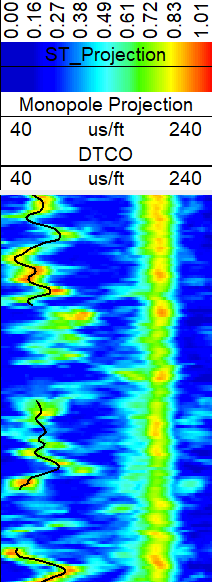 0.00 0.16 0.27 0.38 0.49 0.61 0.72 0.83 1.01
ST_Projection
Monopole Projection
40 us/ft 240
DTCO
40 us/ft 240